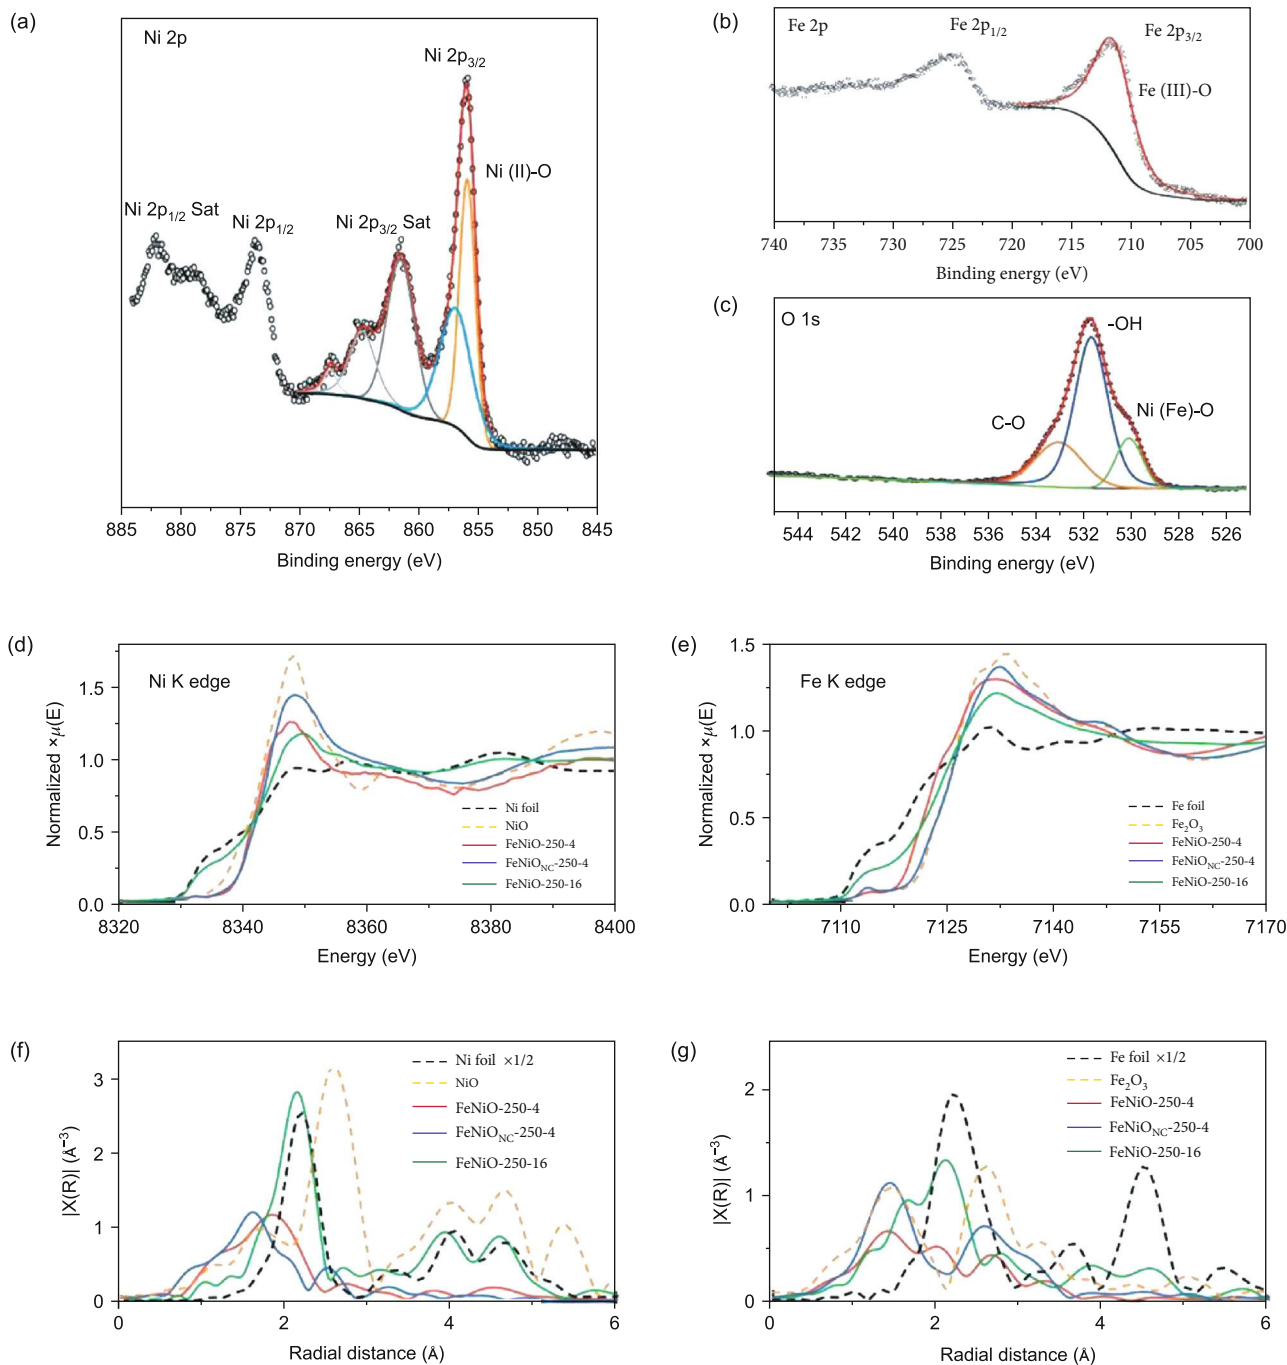 (a)
Ni 2p
Ni 2p3/2
Ni (II)-O
Ni 2p1/2 Sat
Ni 2p1/2
Ni 2p3/2 Sat
885 880 875 870 865 860 855 850 845
Binding energy (eV)
(b)
Fe 2p
Fe 2p1/2
Fe 2p3/2
Fe (III)-O
740 735 730 725 720 715 710 705 700
Binding energy (eV)
(c)
O 1s
-OH
C-O
Ni (Fe)-O
544 542 540 538 536 534 532 530 528 526
Binding energy (eV)
(d)
Ni K edge
Normalized ×μ(E)
1.5
1.0
0.5
0.0
Ni foil
NiO
FeNiO-250-4
FeNiONC-250-4
FeNiO-250-16
8320 8340 8360 8380 8400
Energy (eV)
(e)
Fe K edge
Normalized ×μ(E)
1.5
1.0
0.5
0.0
Fe foil
Fe2O3
FeNiO-250-4
FeNiONC-250-4
FeNiO-250-16
7110 7125 7140 7155 7170
Energy (eV)
(f)
|X(R)| (Å−3)
3
2
1
0
Ni foil ×1/2
NiO
FeNiO-250-4
FeNiONC-250-4
FeNiO-250-16
0 2 4 6
Radial distance (Å)
(g)
|X(R)| (Å−3)
2
1
0
Fe foil ×1/2
Fe2O3
FeNiO-250-4
FeNiONC-250-4
FeNiO-250-16
0 2 4 6
Radial distance (Å)